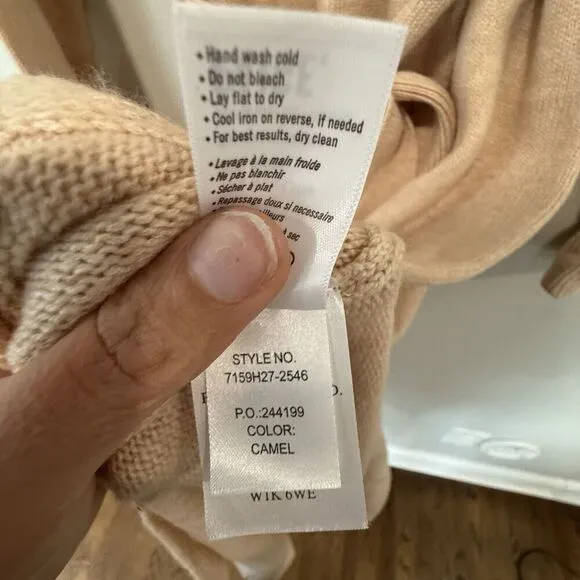 • Hand wash cold
• Do not bleach
• Lay flat to dry
• Cool iron on reverse, if needed
• For best results, dry clean
• Lavage à la main froide
• Ne pas blanchir
• Sécher à plat
• Repassage doux si nécessaire
à sec
STYLE NO.
7159H27-2546
P.O.:244199
COLOR:
CAMEL
W1K 6WE